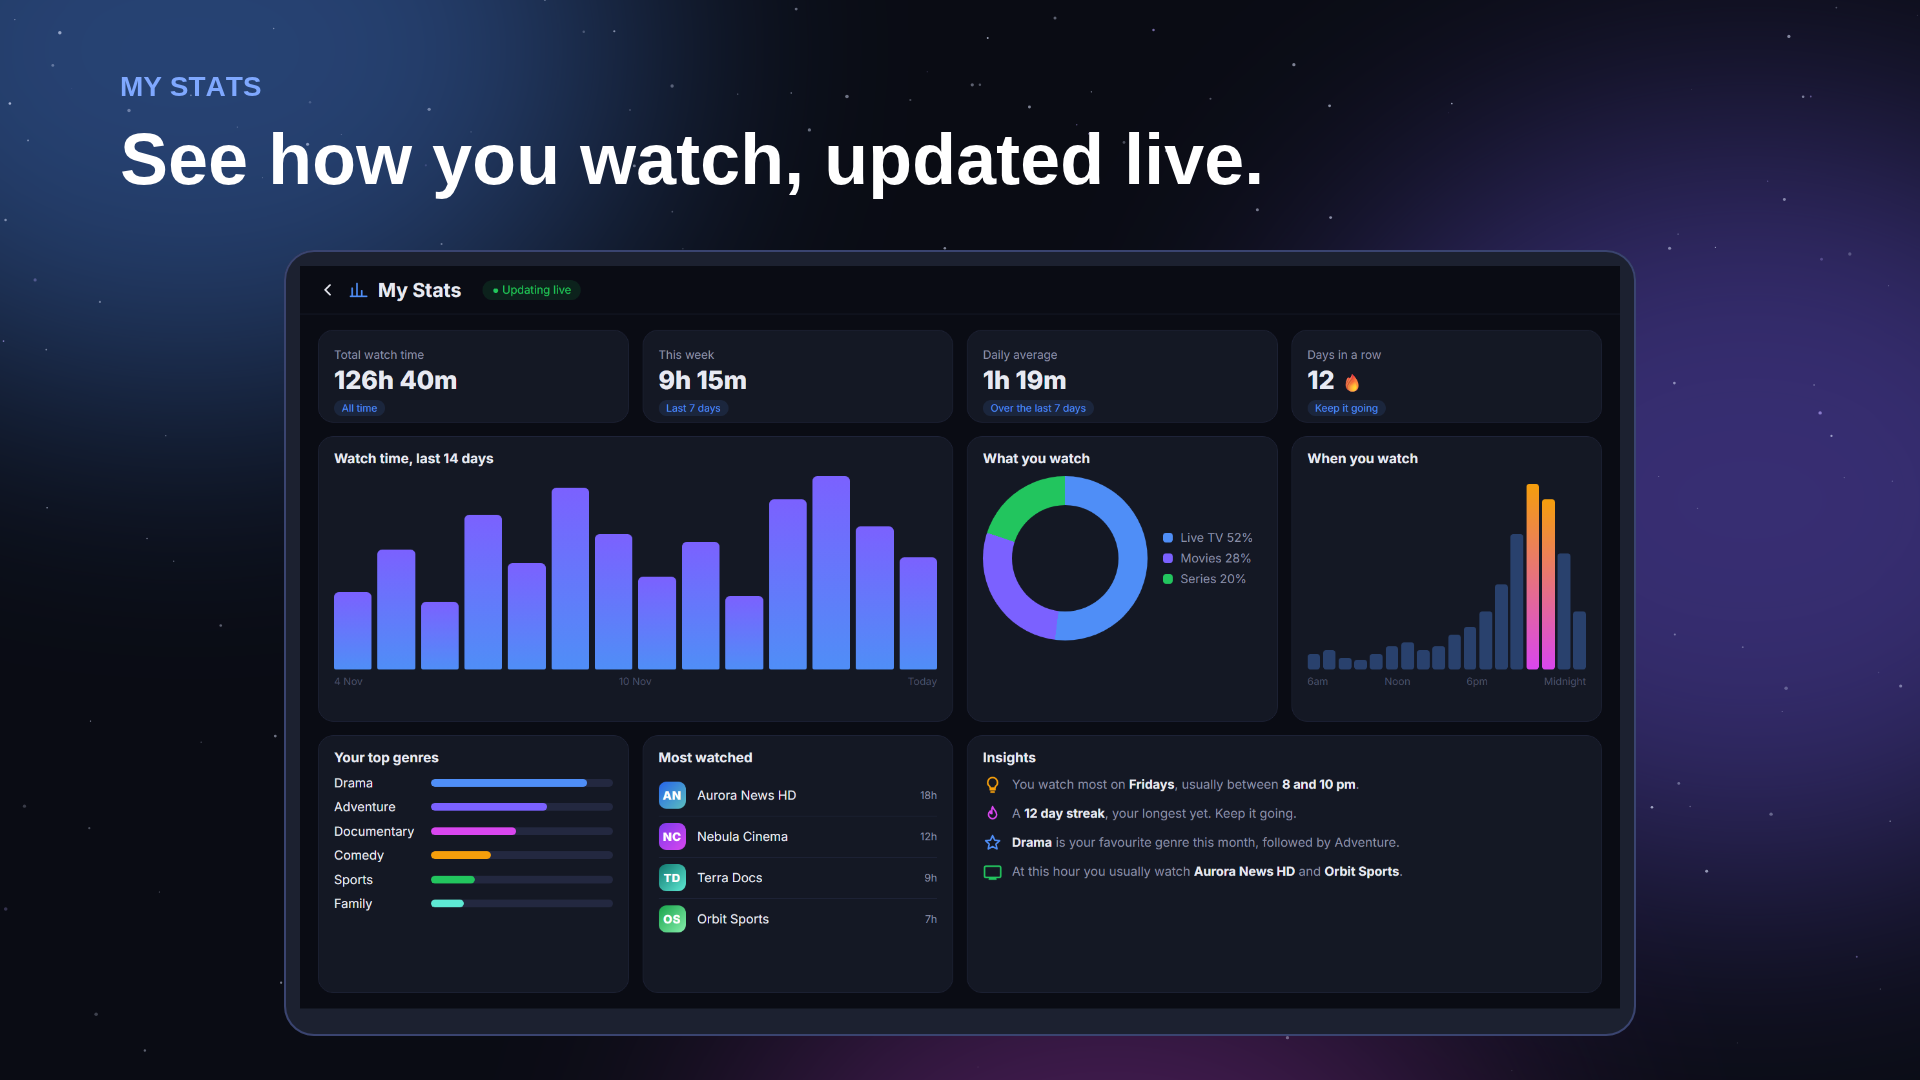 MY STATS
See how you watch, updated live.
My Stats
Updating live
Total watch time
126h 40m
All time
This week
9h 15m
Last 7 days
Daily average
1h 19m
Over the last 7 days
Days in a row
12 🔥
Keep it going
Watch time, last 14 days
4 Nov
10 Nov
Today
What you watch
Live TV 52%
Movies 28%
Series 20%
When you watch
6am
Noon
6pm
Midnight
Your top genres
Drama
Adventure
Documentary
Comedy
Sports
Family
Most watched
AN Aurora News HD 18h
NC Nebula Cinema 12h
TD Terra Docs 9h
OS Orbit Sports 7h
Insights
You watch most on Fridays, usually between 8 and 10 pm.
A 12 day streak, your longest yet. Keep it going.
Drama is your favourite genre this month, followed by Adventure.
At this hour you usually watch Aurora News HD and Orbit Sports.